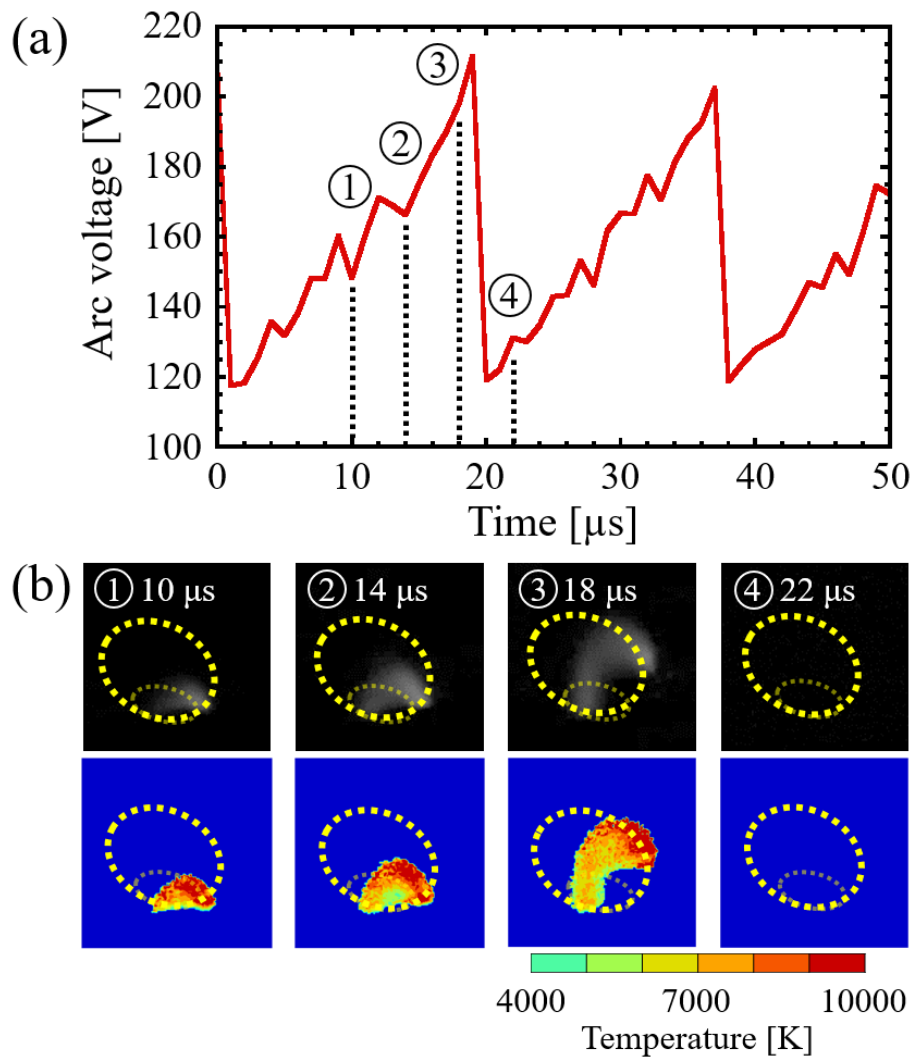 (a)
Arc voltage [V]
220
200
180
160
140
120
100
① ② ③ ④
0 10 20 30 40 50
Time [µs]
(b)
① 10 µs ② 14 µs ③ 18 µs ④ 22 µs
4000 7000 10000
Temperature [K]